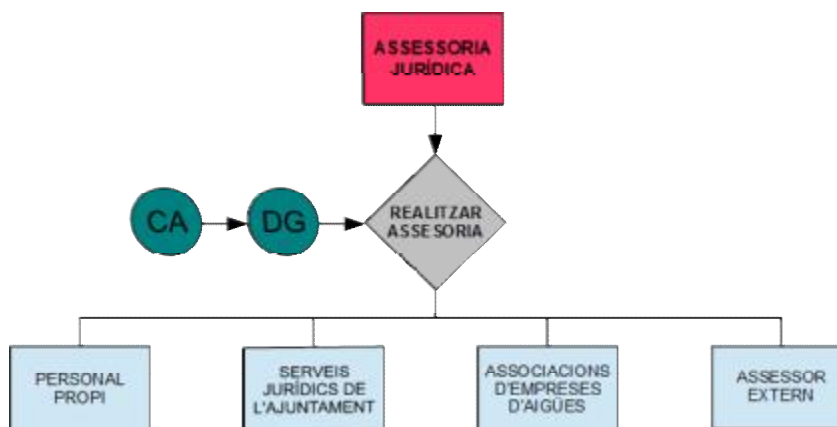 ASSESSORIA
JURÍDICA
CA
DG
REALITZAR
ASSESORIA
PERSONAL
PROPI
SERVEIS
JURÍDICS DE
L'AJUNTAMENT
ASSOCIACIONS
D'EMPRESES
D'AIGÜES
ASSESSOR
EXTERN